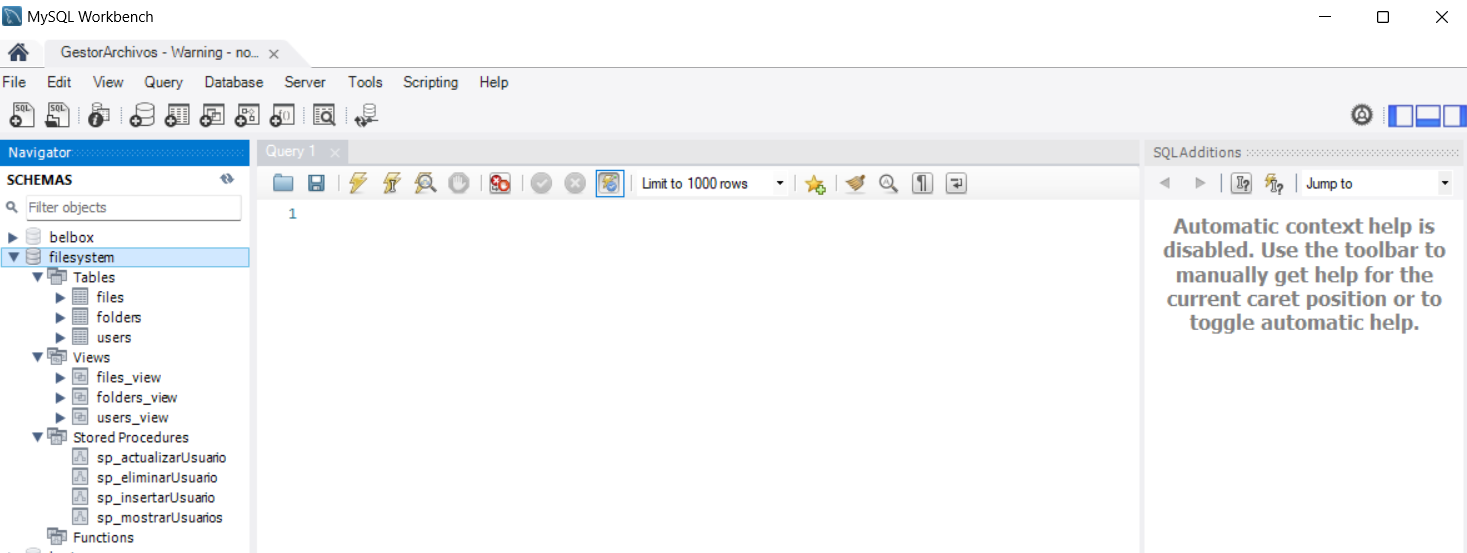 MySQL Workbench
GestorArchivos - Warning - no...
File Edit View Query Database Server Tools Scripting Help
Navigator
SCHEMAS
Filter objects
belbox
filesystem
Tables
files
folders
users
Views
files_view
folders_view
users_view
Stored Procedures
sp_actualizarUsuario
sp_eliminarUsuario
sp_insertarUsuario
sp_mostrarUsuarios
Functions
Query 1
Limit to 1000 rows
1
SQLAdditions
Jump to
Automatic context help is
disabled. Use the toolbar to
manually get help for the
current caret position or to
toggle automatic help.